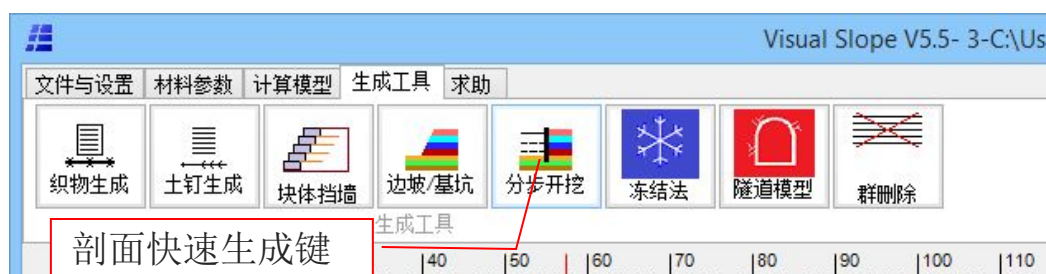 Visual Slope V5.5- 3-C:\Us
文件与设置 材料参数 计算模型 生成工具 求助
织物生成 土钉生成 块体挡墙 边坡/基坑 分步开挖 冻结法 隧道模型 群删除
生成工具
剖面快速生成键
40 50 60 70 80 90 100 110